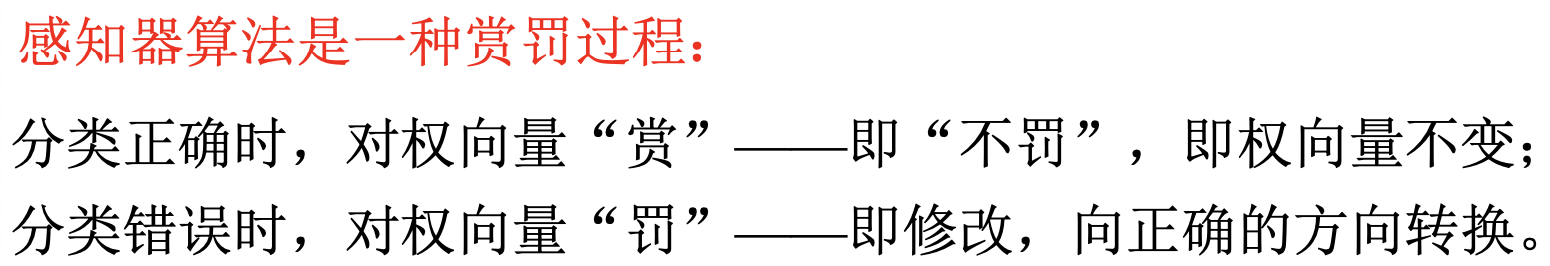 感知器算法是一种赏罚过程：
分类正确时，对权向量“赏”——即“不罚”，即权向量不变；
分类错误时，对权向量“罚”——即修改，向正确的方向转换。